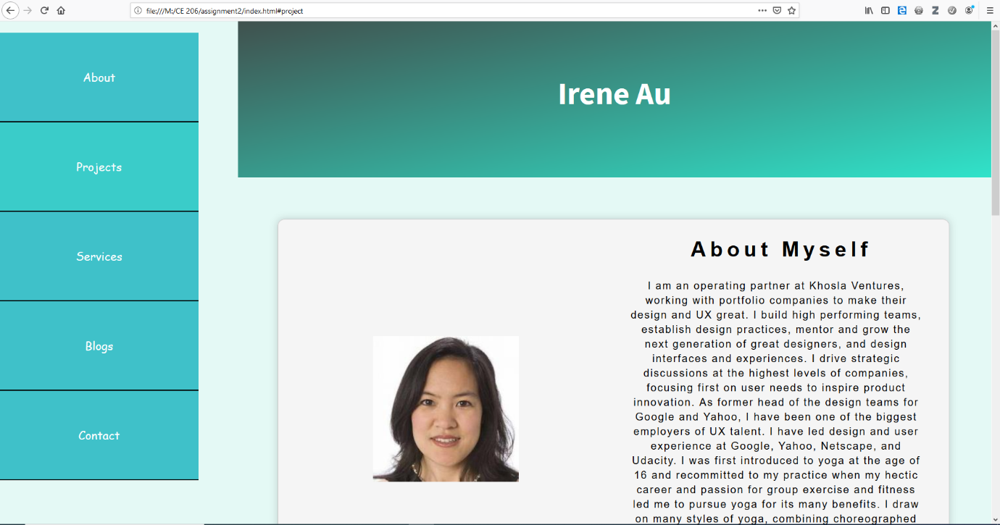 file:///M:/CE 206/assignment2/index.html#project
About
Projects
Services
Blogs
Contact
Irene Au
About Myself
I am an operating partner at Khosla Ventures,
working with portfolio companies to make their
design and UX great. I build high performing teams,
establish design practices, mentor and grow the
next generation of great designers, and design
interfaces and experiences. I drive strategic
discussions at the highest levels of companies,
focusing first on user needs to inspire product
innovation. As former head of the design teams for
Google and Yahoo, I have been one of the biggest
employers of UX talent. I have led design and user
experience at Google, Yahoo, Netscape, and
Udacity. I was first introduced to yoga at the age of
16 and recommitted to my practice when my hectic
career and passion for group exercise and fitness
led me to pursue yoga for its many benefits. I draw
on many styles of yoga, combining choreographed